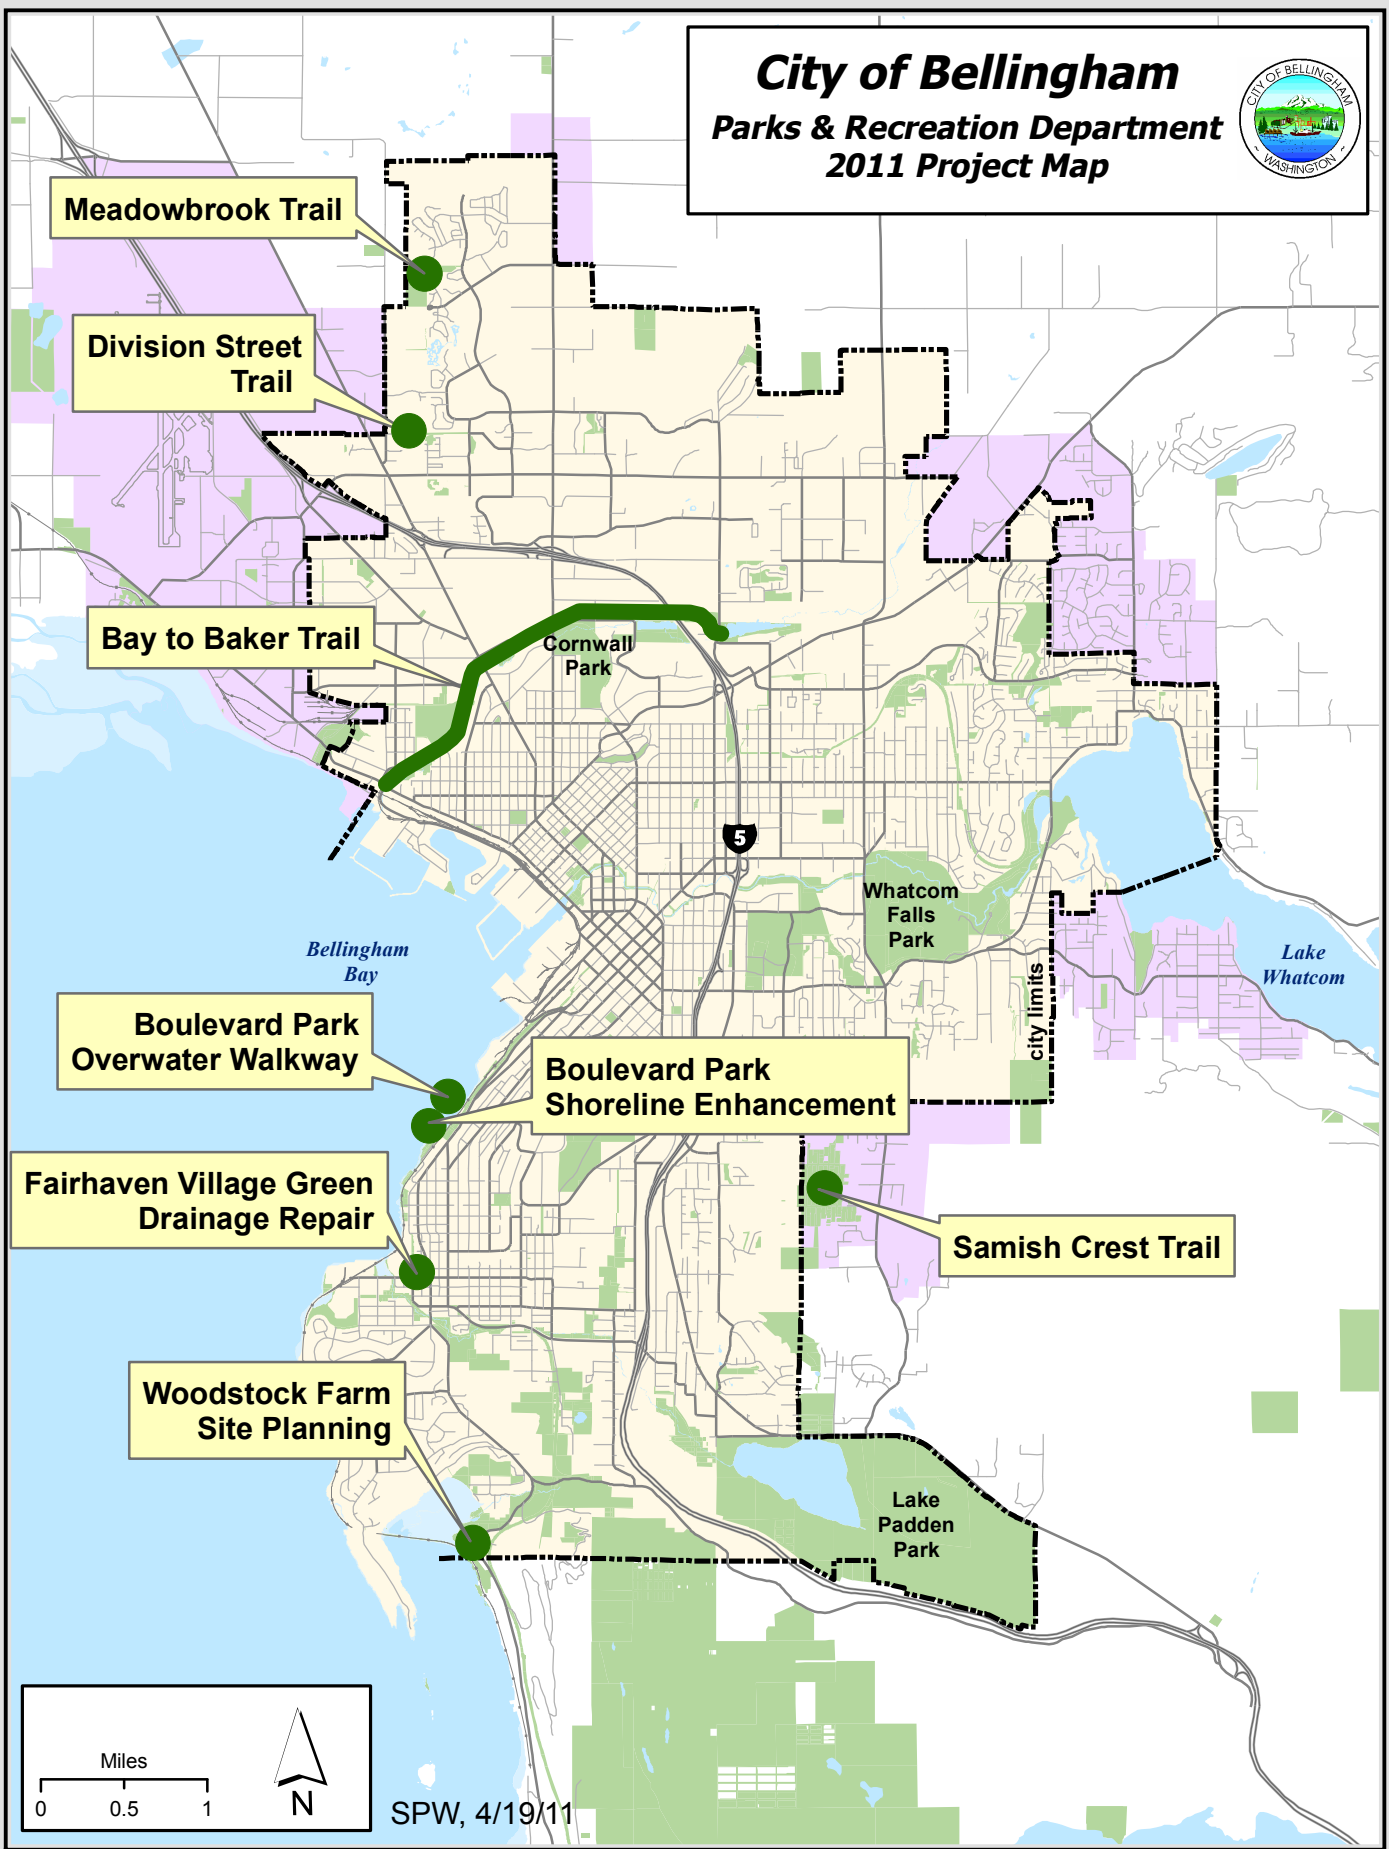 City of Bellingham
Parks & Recreation Department
2011 Project Map
CITY OF BELLINGHAM
~ WASHINGTON ~
Meadowbrook Trail
Division Street
Trail
Bay to Baker Trail
Cornwall
Park
5
Whatcom
Falls
Park
Bellingham
Bay
Lake
Whatcom
city limits
Boulevard Park
Overwater Walkway
Boulevard Park
Shoreline Enhancement
Fairhaven Village Green
Drainage Repair
Samish Crest Trail
Woodstock Farm
Site Planning
Lake
Padden
Park
Miles
0 0.5 1
N
SPW, 4/19/11